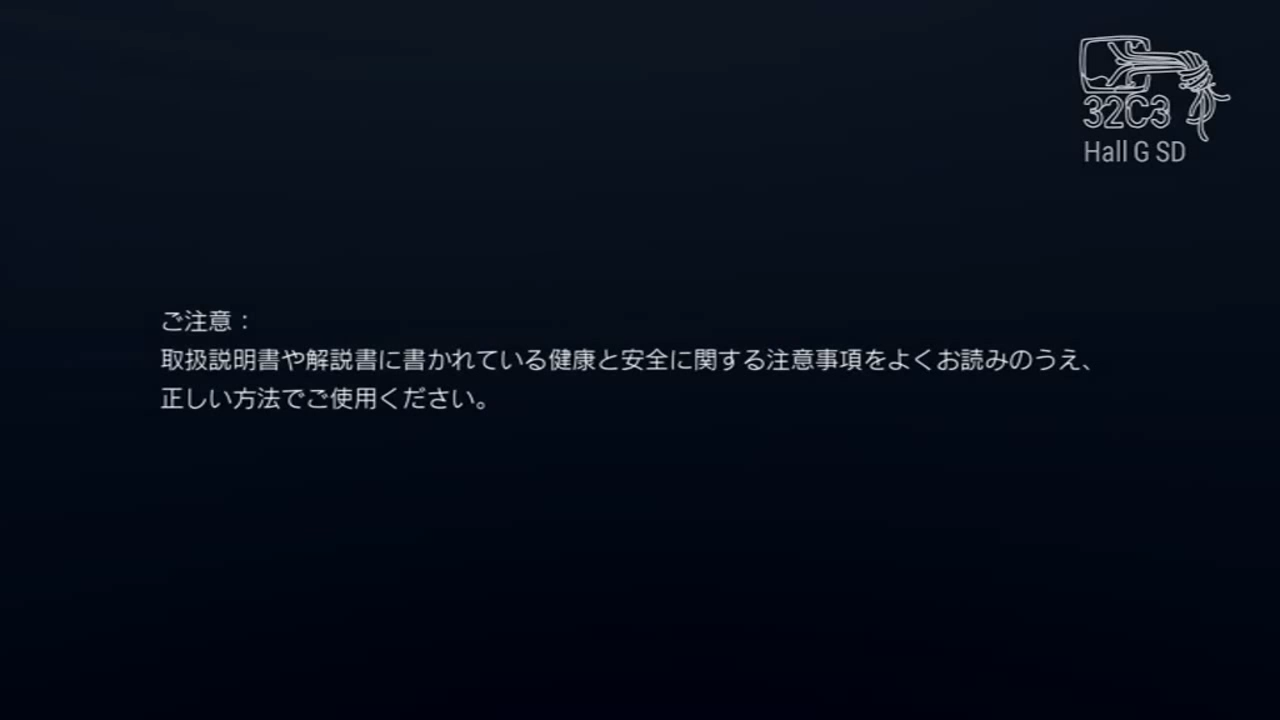 32C3
Hall G SD
ご注意：
取扱説明書や解説書に書かれている健康と安全に関する注意事項をよくお読みのうえ、
正しい方法でご使用ください。